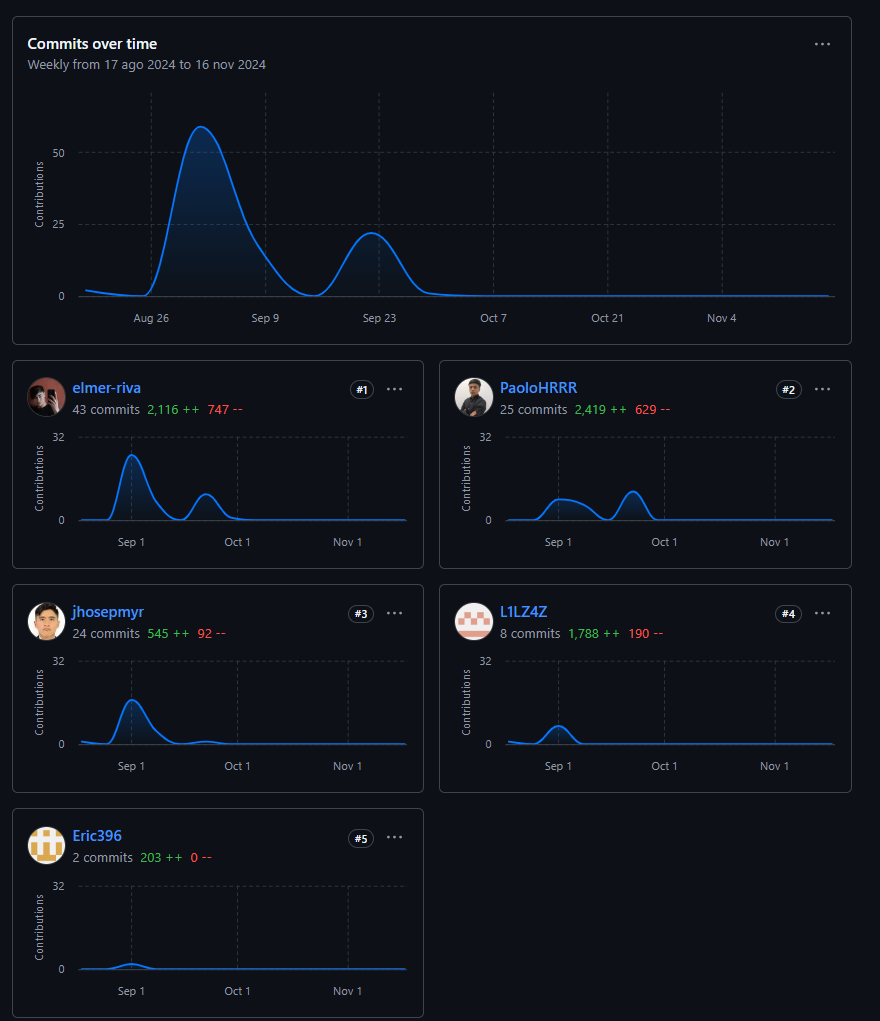 Commits over time
Weekly from 17 ago 2024 to 16 nov 2024
Contributions
50
25
0
Aug 26 Sep 9 Sep 23 Oct 7 Oct 21 Nov 4
elmer-riva #1
43 commits 2,116 ++ 747 --
Contributions
32
0
Sep 1 Oct 1 Nov 1
PaoloHRRR #2
25 commits 2,419 ++ 629 --
Contributions
32
0
Sep 1 Oct 1 Nov 1
jhosepmyr #3
24 commits 545 ++ 92 --
Contributions
32
0
Sep 1 Oct 1 Nov 1
L1LZ4Z #4
8 commits 1,788 ++ 190 --
Contributions
32
0
Sep 1 Oct 1 Nov 1
Eric396 #5
2 commits 203 ++ 0 --
Contributions
32
0
Sep 1 Oct 1 Nov 1